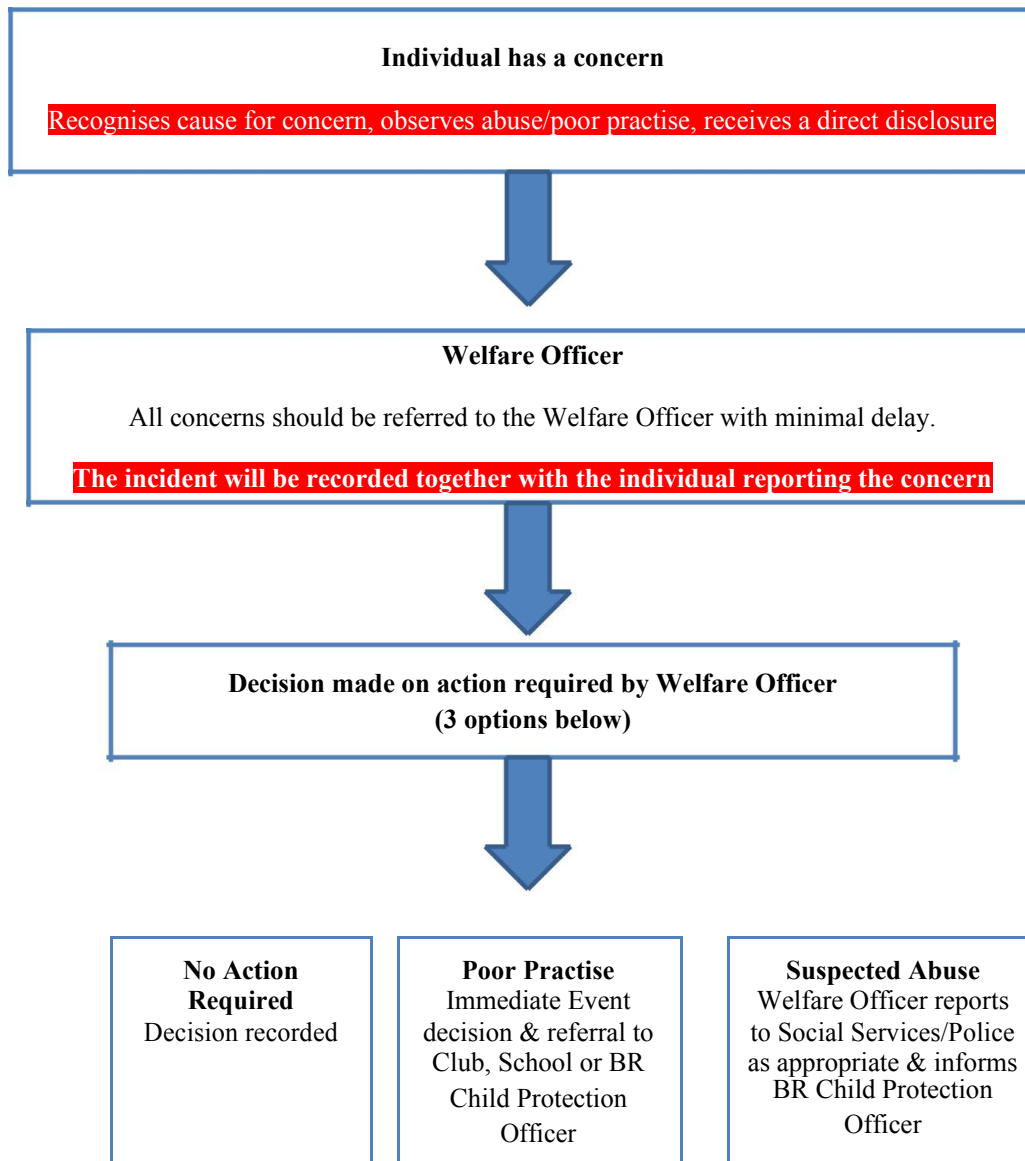 Individual has a concern
Recognises cause for concern, observes abuse/poor practise, receives a direct disclosure
Welfare Officer
All concerns should be referred to the Welfare Officer with minimal delay.
The incident will be recorded together with the individual reporting the concern
Decision made on action required by Welfare Officer
(3 options below)
No Action
Required
Decision recorded
Poor Practise
Immediate Event
decision & referral to
Club, School or BR
Child Protection
Officer
Suspected Abuse
Welfare Officer reports
to Social Services/Police
as appropriate & informs
BR Child Protection
Officer